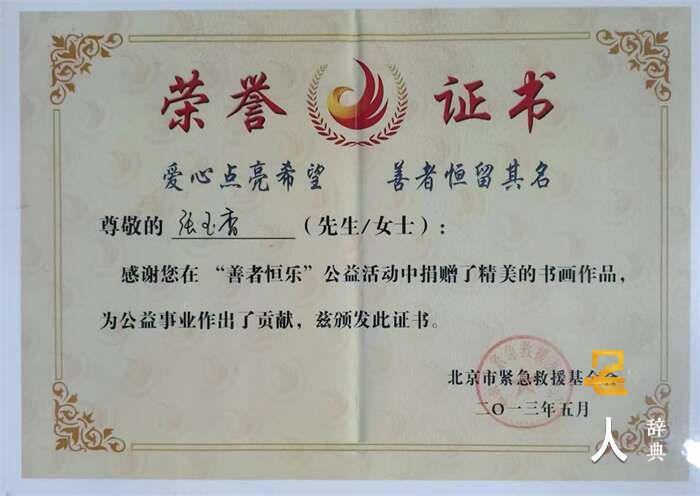 荣誉 证书
爱心点亮希望 善者恒留其名
尊敬的 张玉香 （先生/女士）：
感谢您在“善者恒乐”公益活动中捐赠了精美的书画作品，
为公益事业作出了贡献，兹颁发此证书。
北京市紧急救援基金会
二〇一三年五月
人 辞典